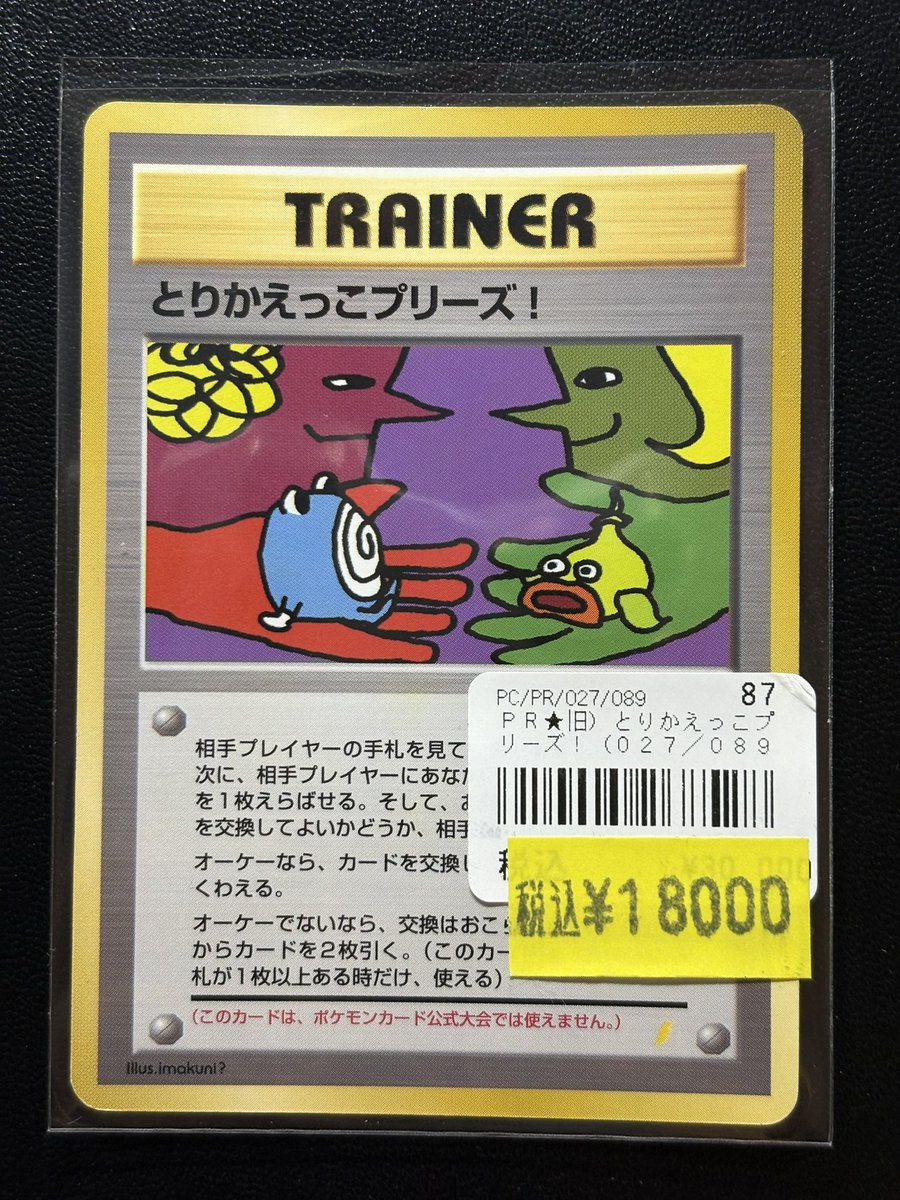 TRAINER
とりかえっこプリーズ！
PC/PR/027/089
87
ＰＲ★旧）とりかえっこプ
リーズ！（０２７／０８９
相手プレイヤーの手札を見て
次に、相手プレイヤーにあなた
を1枚えらばせる。そして、お
を交換してよいかどうか、相手
オーケーなら、カードを交換し
くわえる。
税込¥18000
オーケーでないなら、交換はおこ
からカードを2枚引く。（このカー
札が1枚以上ある時だけ、使える）
（このカードは、ポケモンカード公式大会では使えません。）
Illus.imakuni?